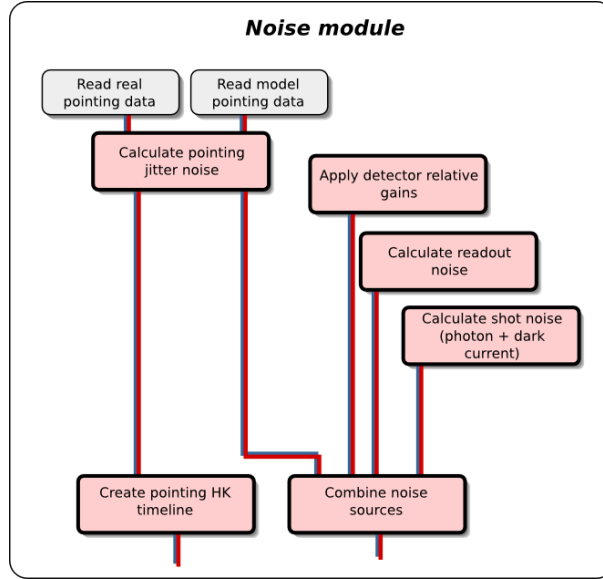 Noise module
Read real
pointing data
Read model
pointing data
Calculate pointing
jitter noise
Apply detector relative
gains
Calculate readout
noise
Calculate shot noise
(photon + dark
current)
Create pointing HK
timeline
Combine noise
sources